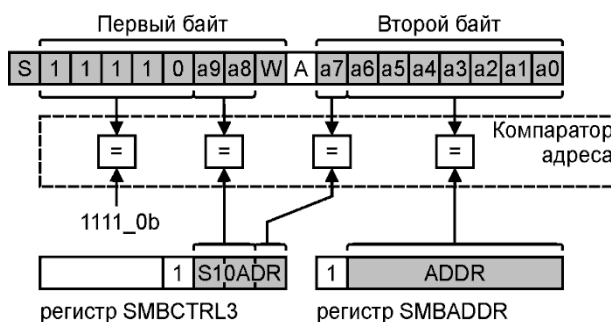 Первый байт Второй байт
S 1 1 1 1 0 a9 a8 W A a7 a6 a5 a4 a3 a2 a1 a0
Компаратор
адреса
= = = =
1111_0b
1 S10ADR 1 ADDR
регистр SMBCTRL3 регистр SMBADDR